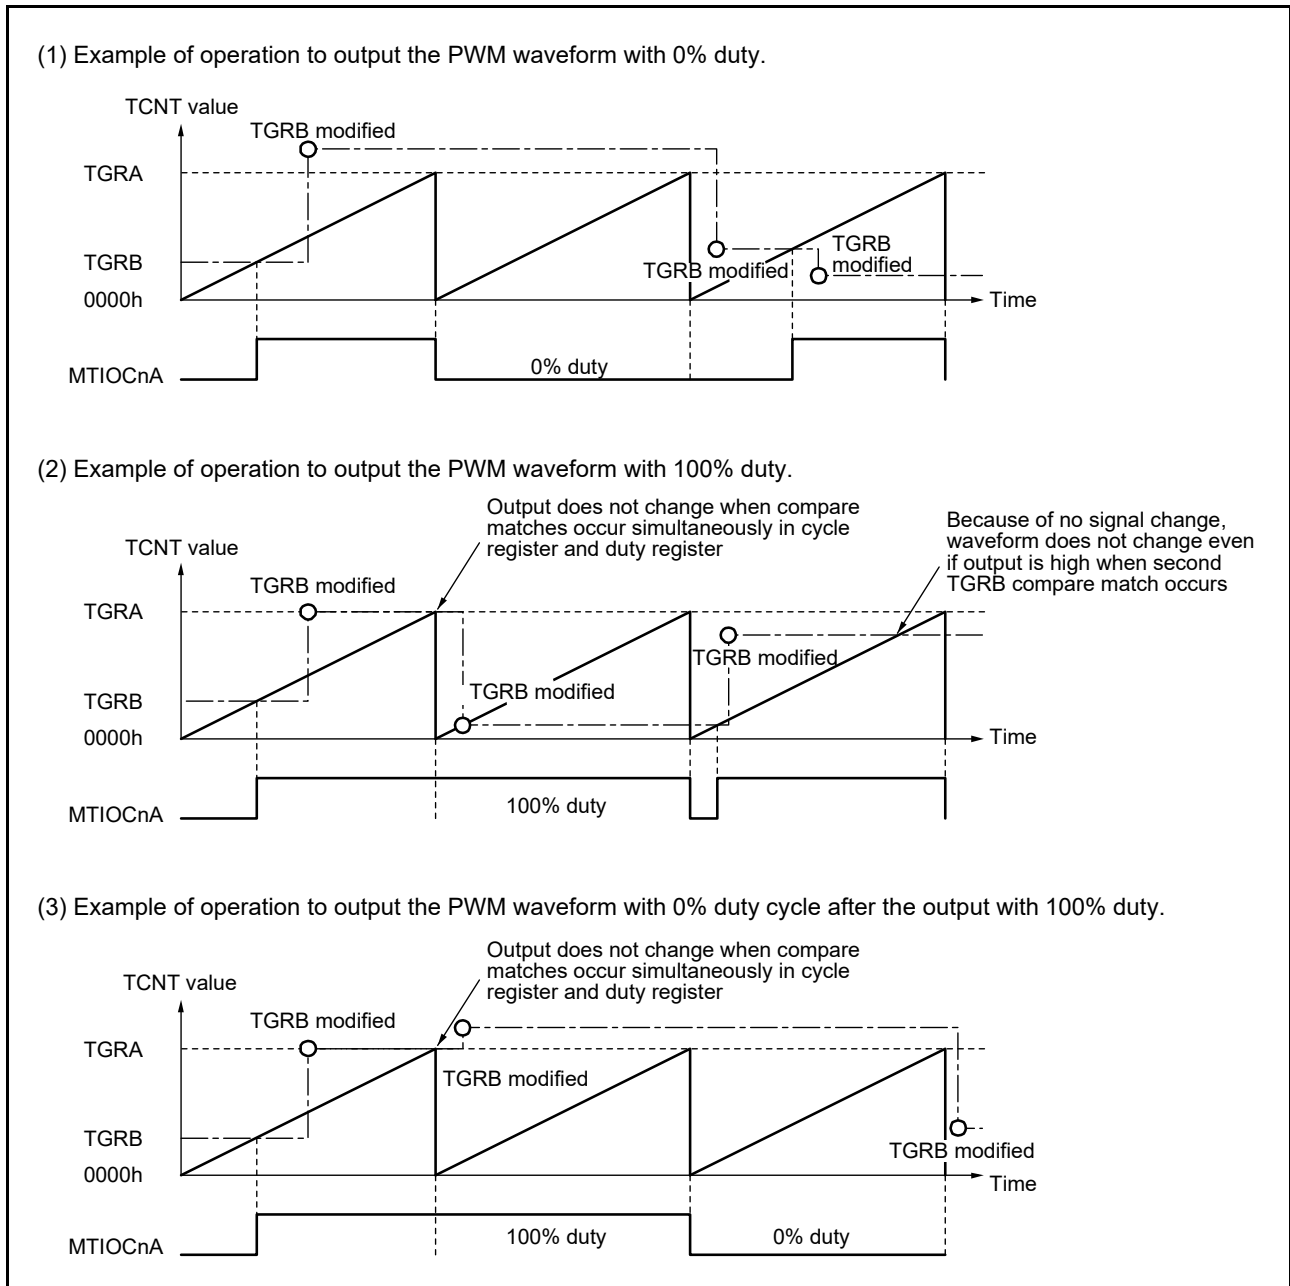 (1) Example of operation to output the PWM waveform with 0% duty.
TCNT value
TGRB modified
TGRA
TGRB
TGRB modified
TGRB
modified
0000h
Time
MTIOCnA
0% duty
(2) Example of operation to output the PWM waveform with 100% duty.
Output does not change when compare
matches occur simultaneously in cycle
register and duty register
Because of no signal change,
waveform does not change even
if output is high when second
TGRB compare match occurs
TCNT value
TGRB modified
TGRA
TGRB modified
TGRB
TGRB modified
0000h
Time
MTIOCnA
100% duty
(3) Example of operation to output the PWM waveform with 0% duty cycle after the output with 100% duty.
Output does not change when compare
matches occur simultaneously in cycle
register and duty register
TCNT value
TGRB modified
TGRA
TGRB modified
TGRB
TGRB modified
0000h
Time
MTIOCnA
100% duty
0% duty